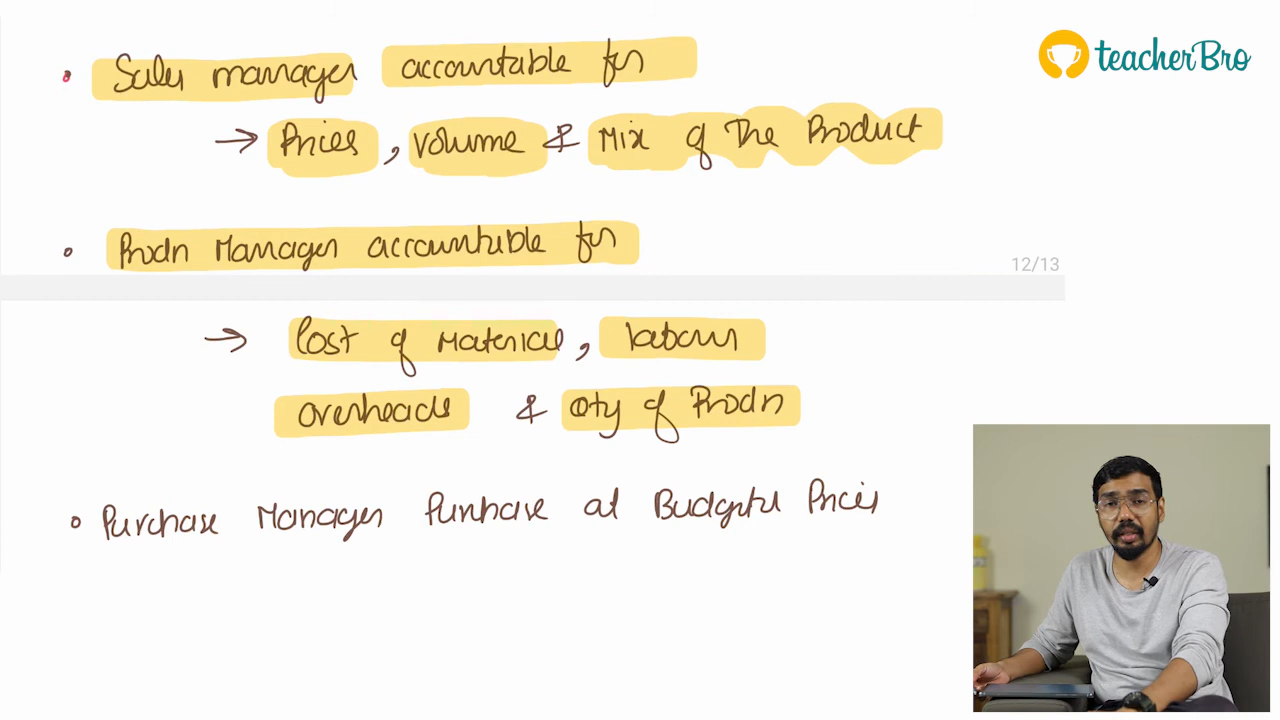 teacherBro
• Sales manager accountable for
→ Prices, Volume & Mix of The Product
• Prodn Manager accountable for
12/13
→ Cost of Material, labour
overheads & Qty of Prodn
• Purchase Manager Purchase at Budgeted Prices